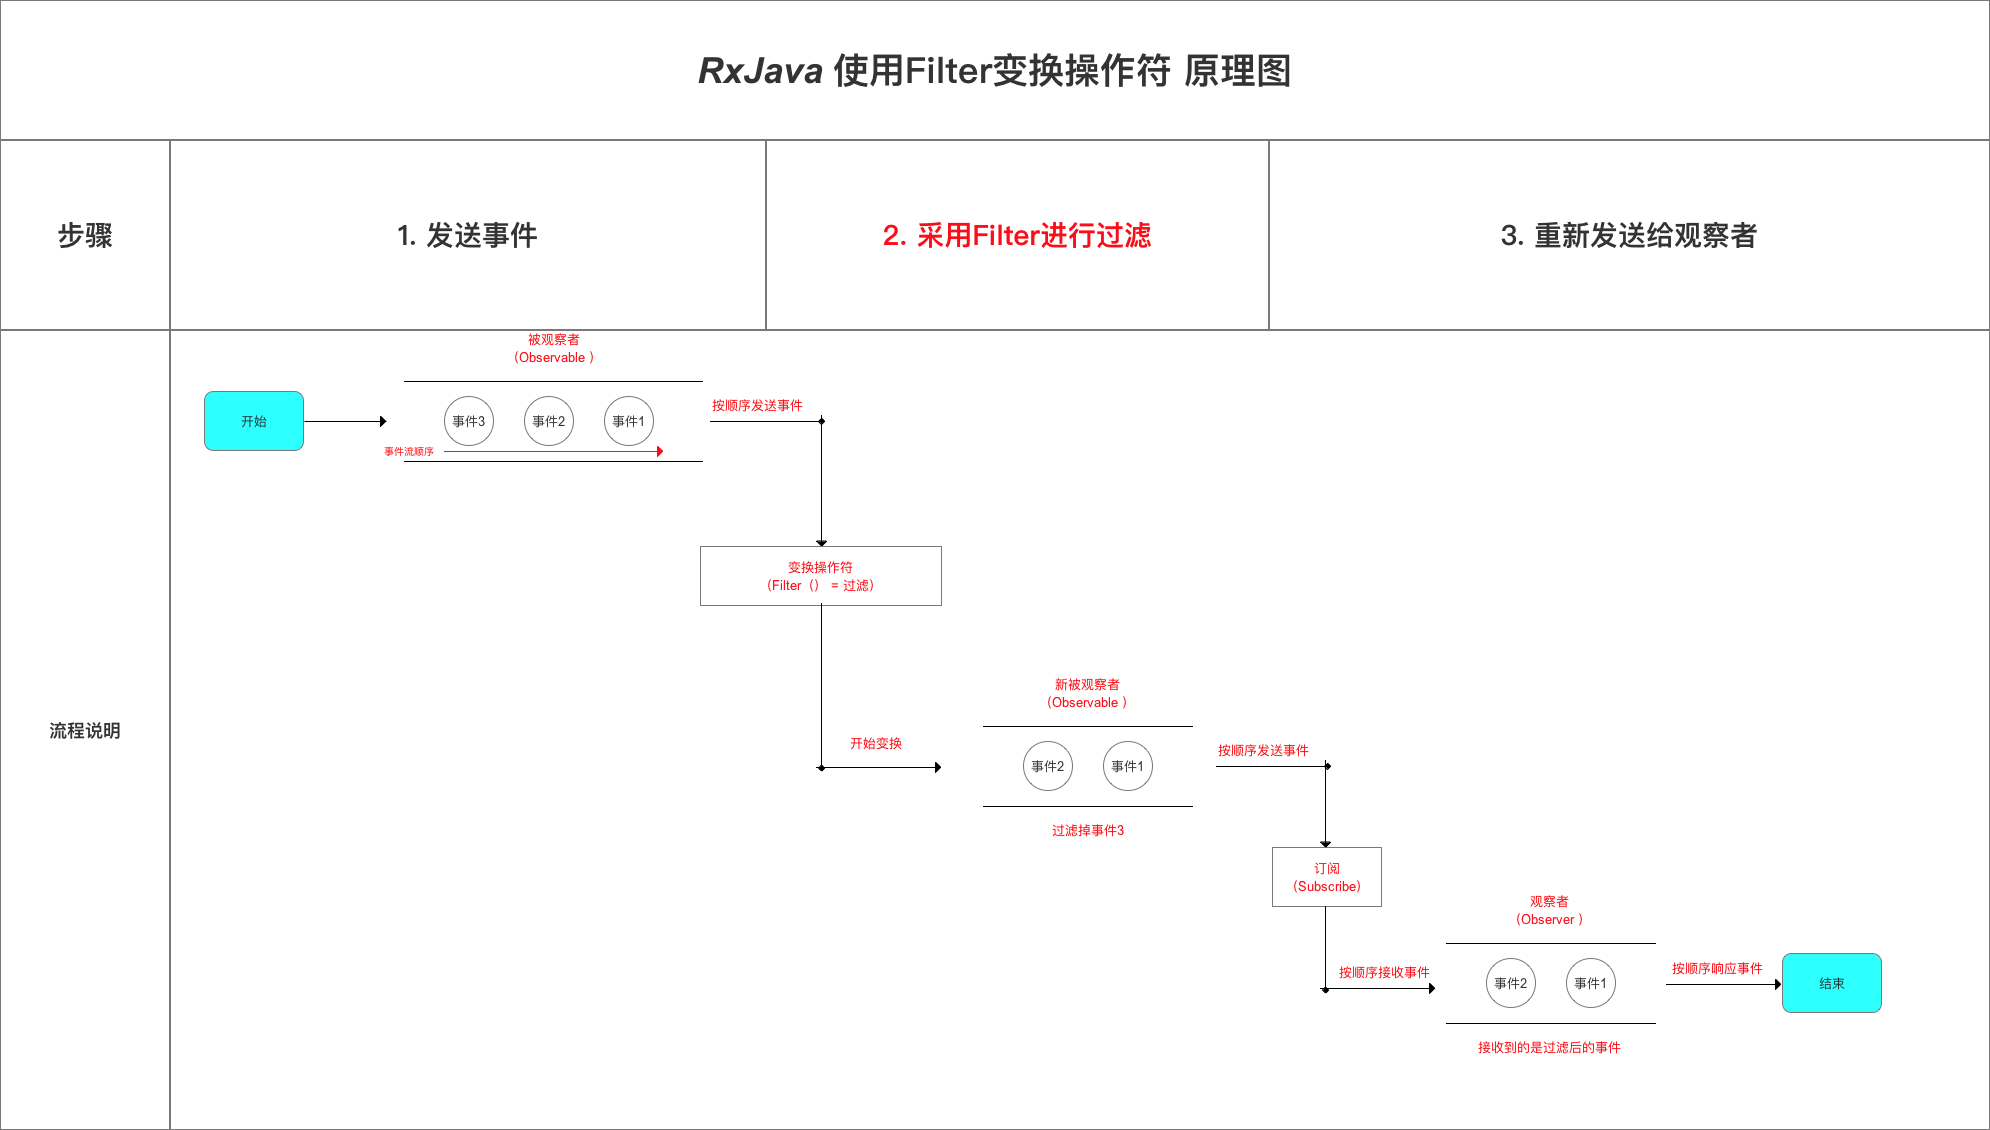 RxJava 使用Filter变换操作符 原理图
步骤
1. 发送事件
2. 采用Filter进行过滤
3. 重新发送给观察者
流程说明
被观察者
（Observable ）
开始
事件3
事件2
事件1
事件流顺序
按顺序发送事件
变换操作符
（Filter（） = 过滤）
开始变换
新被观察者
（Observable ）
事件2
事件1
过滤掉事件3
按顺序发送事件
订阅
（Subscribe）
按顺序接收事件
观察者
（Observer ）
事件2
事件1
接收到的是过滤后的事件
按顺序响应事件
结束